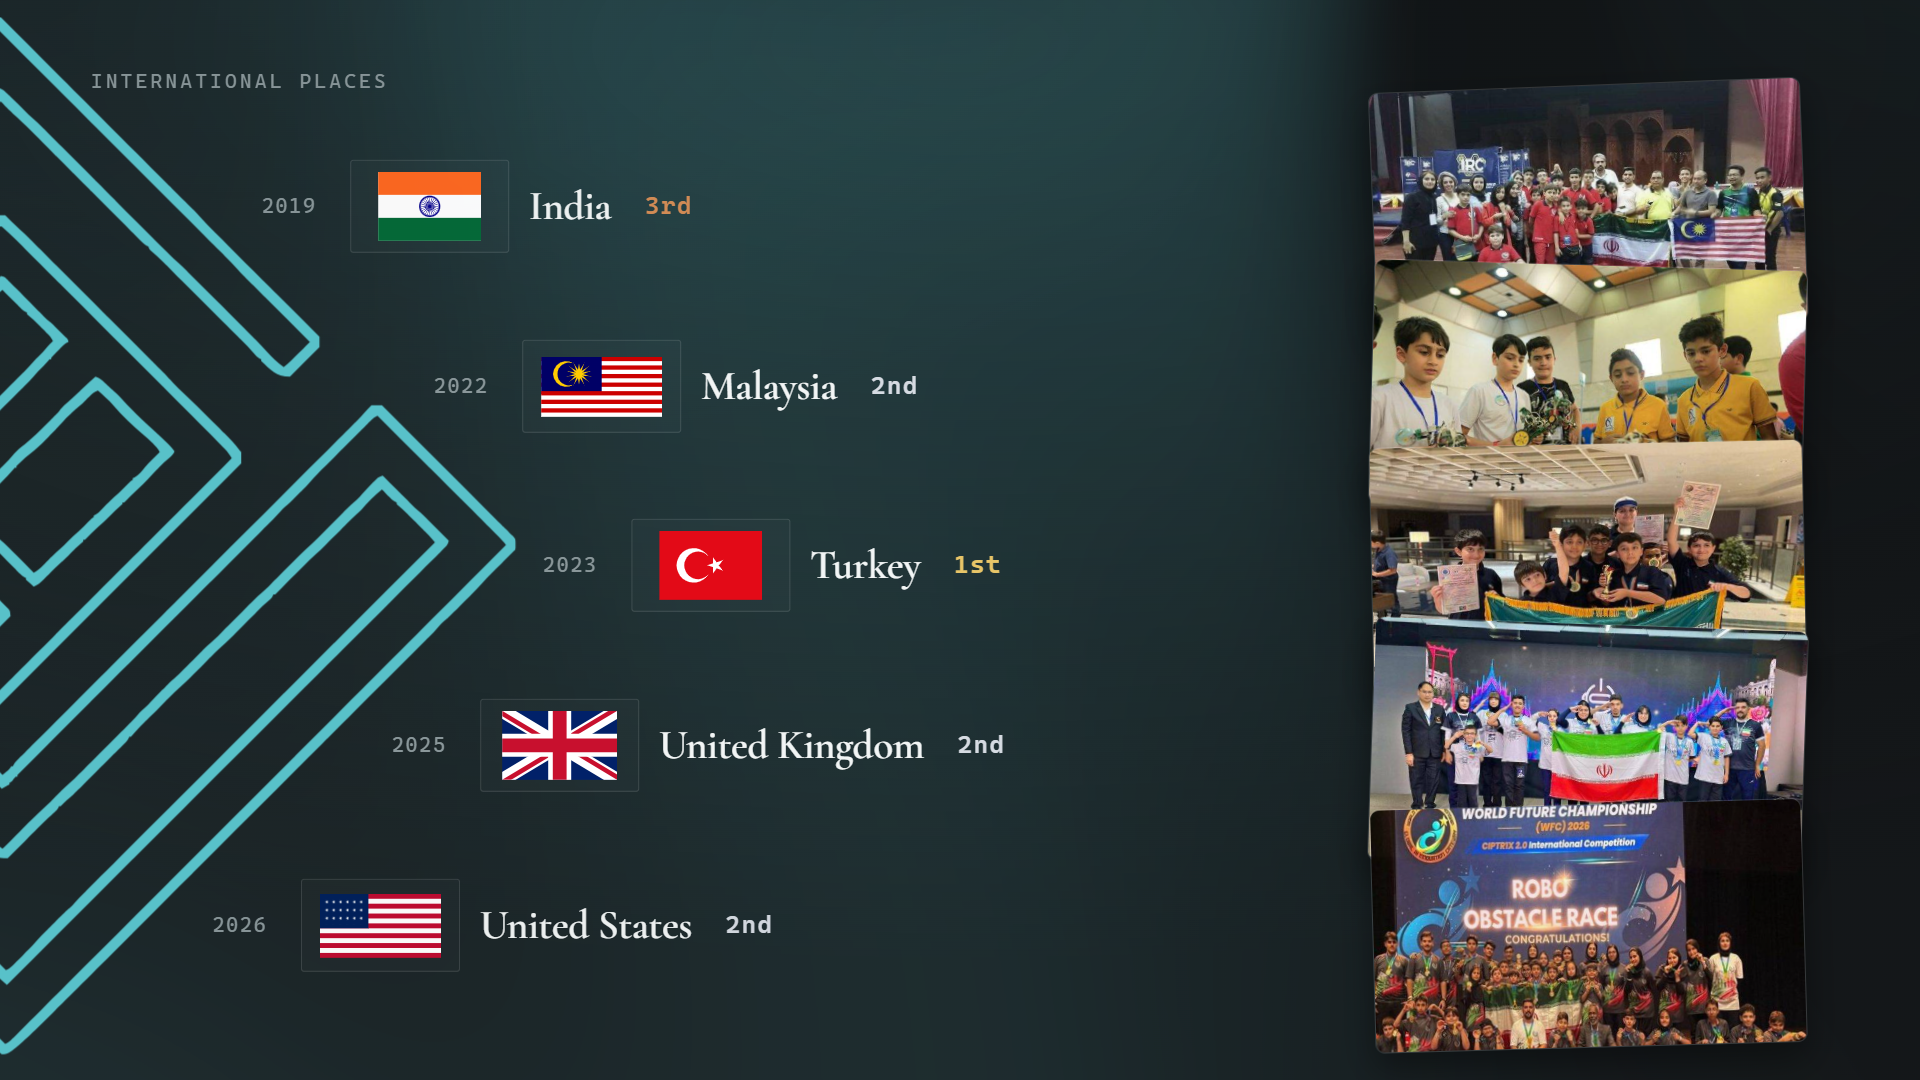 INTERNATIONAL PLACES
2019 India 3rd
2022 Malaysia 2nd
2023 Turkey 1st
2025 United Kingdom 2nd
2026 United States 2nd
IRC
WORLD FUTURE CHAMPIONSHIP
(WFC) 2026
CIPTRIX 2.0 International Competition
ROBO
OBSTACLE RACE
CONGRATULATIONS!